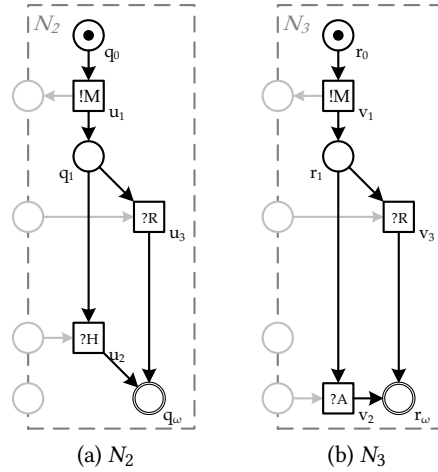 N₂
q₀
!M
u₁
q₁
?R
u₃
?H
u₂
qω
(a) N₂
N₃
r₀
!M
v₁
r₁
?R
v₃
?A
v₂
rω
(b) N₃